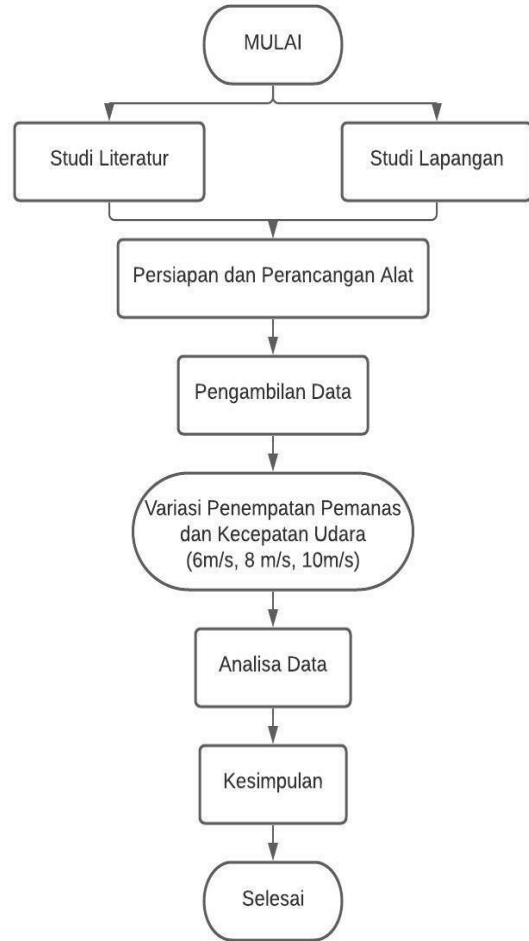 MULAI
Studi Literatur
Studi Lapangan
Persiapan dan Perancangan Alat
Pengambilan Data
Variasi Penempatan Pemanas
dan Kecepatan Udara
(6m/s, 8 m/s, 10m/s)
Analisa Data
Kesimpulan
Selesai